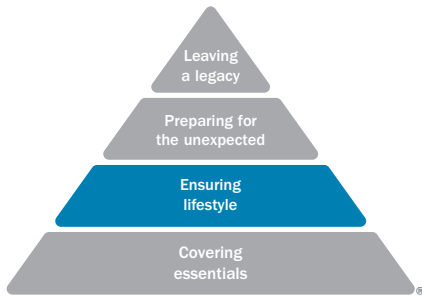 Leaving
a legacy
Preparing for
the unexpected
Ensuring
lifestyle
Covering
essentials
®